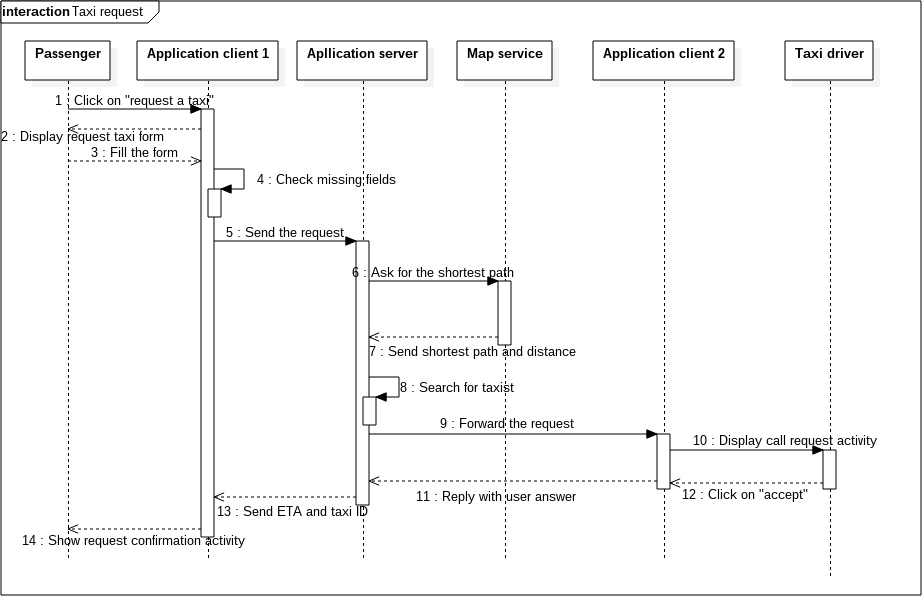 interaction Taxi request
Passenger
Application client 1
Apllication server
Map service
Application client 2
Taxi driver
1 : Click on "request a taxi"
2 : Display request taxi form
3 : Fill the form
4 : Check missing fields
5 : Send the request
6 : Ask for the shortest path
7 : Send shortest path and distance
8 : Search for taxist
9 : Forward the request
10 : Display call request activity
12 : Click on "accept"
11 : Reply with user answer
13 : Send ETA and taxi ID
14 : Show request confirmation activity